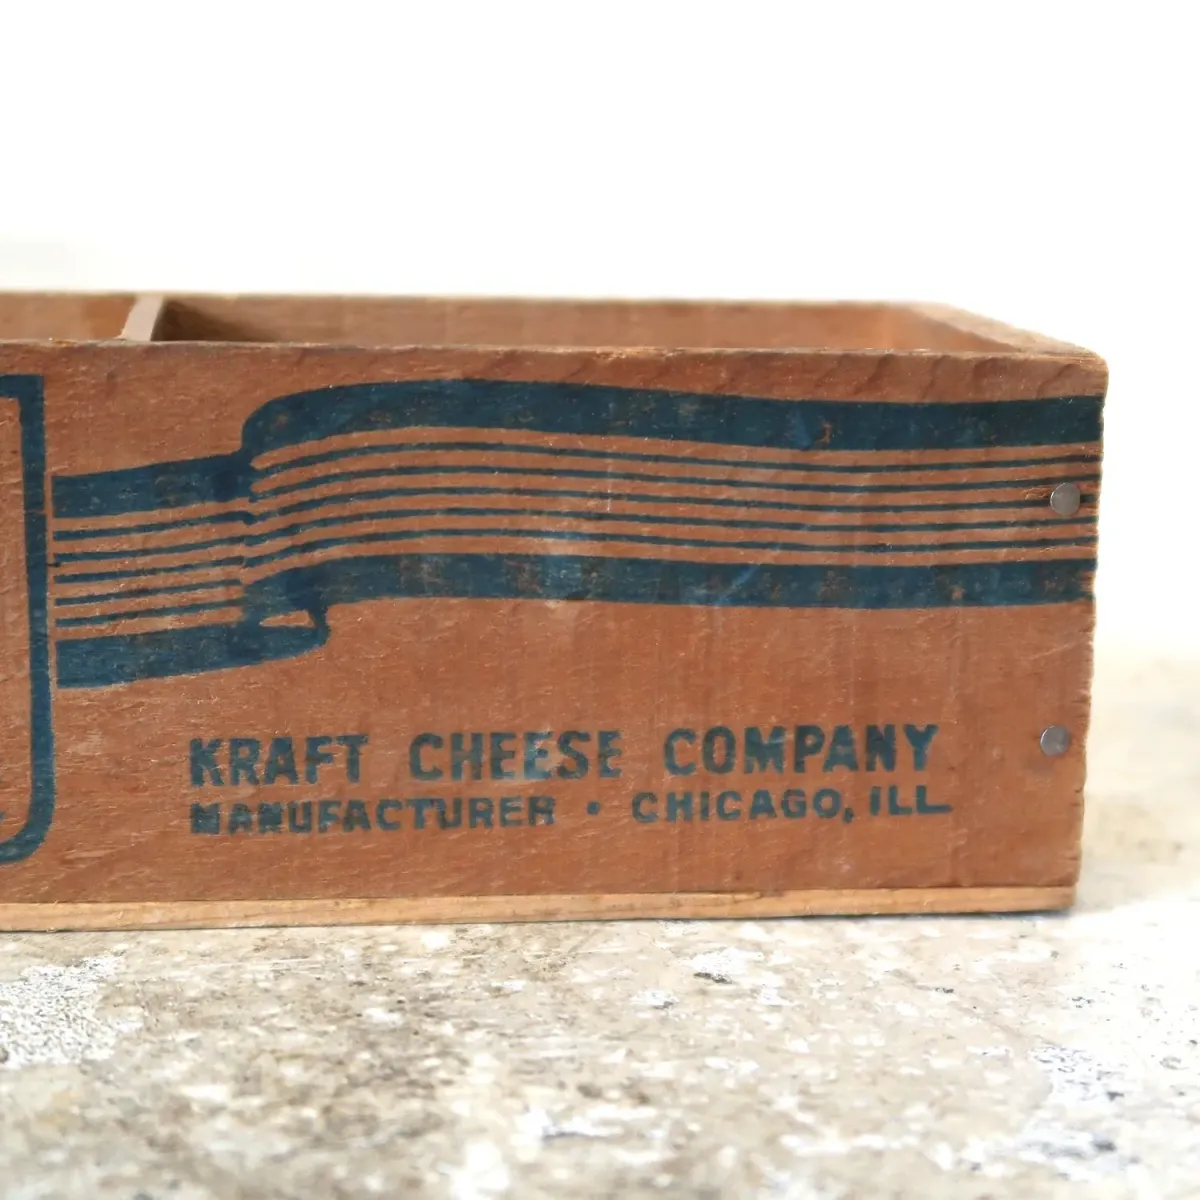 KRAFT CHEESE COMPANY
MANUFACTURER • CHICAGO, ILL.